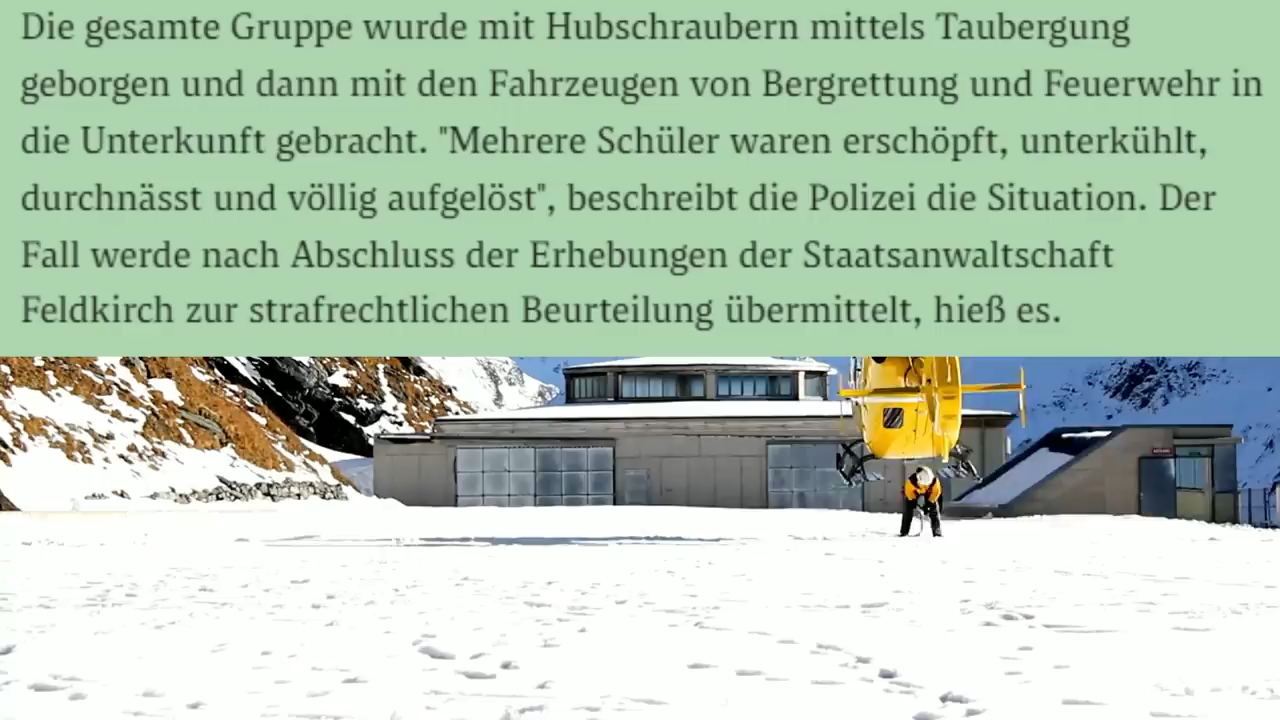 Die gesamte Gruppe wurde mit Hubschraubern mittels Taubergung
geborgen und dann mit den Fahrzeugen von Bergrettung und Feuerwehr in
die Unterkunft gebracht. "Mehrere Schüler waren erschöpft, unterkühlt,
durchnässt und völlig aufgelöst", beschreibt die Polizei die Situation. Der
Fall werde nach Abschluss der Erhebungen der Staatsanwaltschaft
Feldkirch zur strafrechtlichen Beurteilung übermittelt, hieß es.